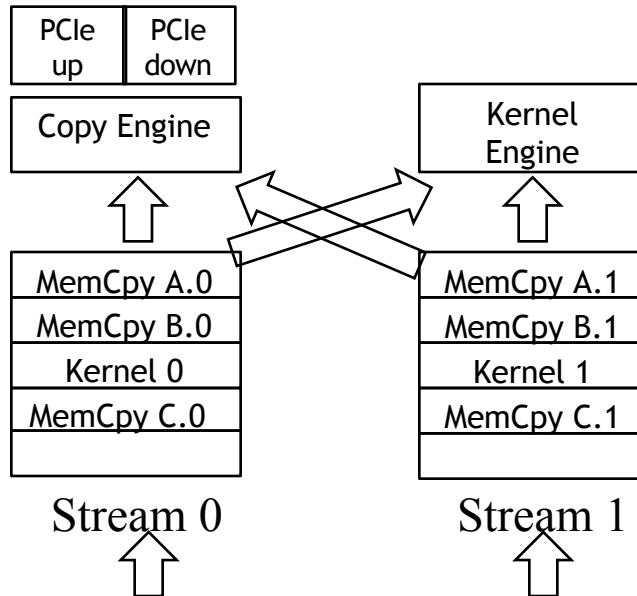 PCIe
up
PCIe
down
Copy Engine
Kernel
Engine
MemCpy A.0
MemCpy B.0
Kernel 0
MemCpy C.0
MemCpy A.1
MemCpy B.1
Kernel 1
MemCpy C.1
Stream 0
Stream 1